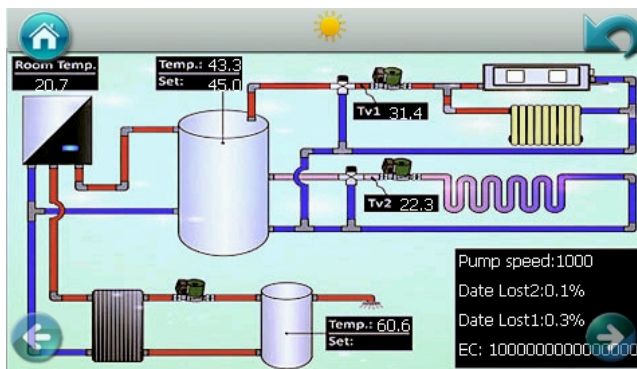 Room Temp.
20.7
Temp.: 43.3
Set: 45.0
Tv1 31.4
Tv2 22.3
Temp.: 60.6
Set:
Pump speed:1000
Date Lost2:0.1%
Date Lost1:0.3%
EC: 1000000000000000